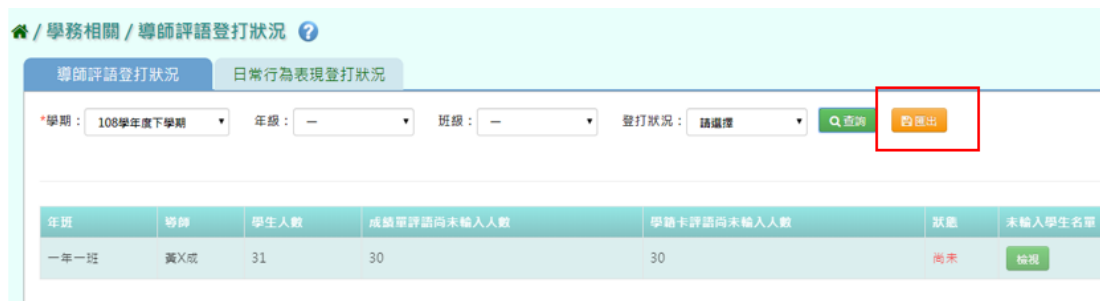 / 學務相關 / 導師評語登打狀況 ?
導師評語登打狀況 日常行為表現登打狀況
*學期： 108學年度下學期 年級： — 班級： — 登打狀況： 請選擇 查詢 匯出
年班 導師 學生人數 成績單評語尚未輸入人數 學籍卡評語尚未輸入人數 狀態 未輸入學生名單
一年一班 黃X成 31 30 30 尚未 檢視